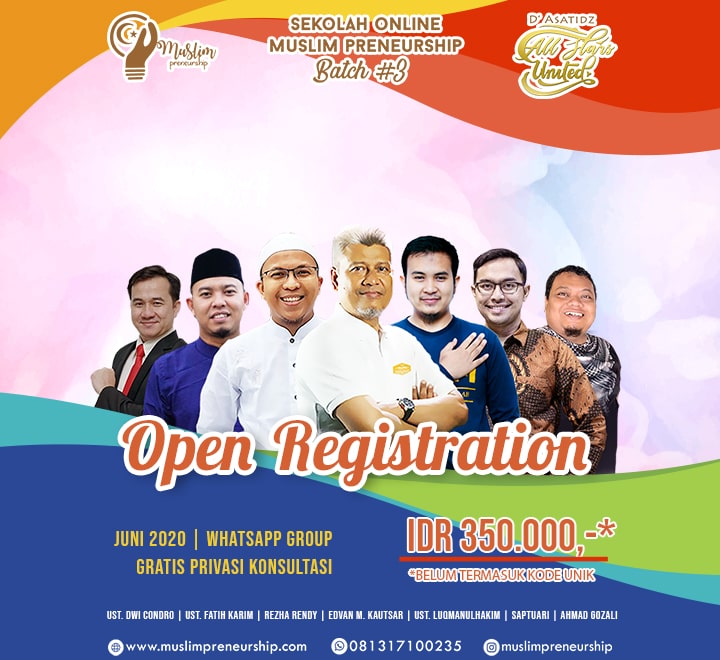 Muslim
preneurship
SEKOLAH ONLINE
MUSLIM PRENEURSHIP
Batch #3
D' ASATIDZ
All Stars
United
Open Registration
JUNI 2020 | WHATSAPP GROUP
GRATIS PRIVASI KONSULTASI
IDR 350.000,-*
*BELUM TERMASUK KODE UNIK
UST. DWI CONDRO | UST. FATIH KARIM | REZHA RENDY | EDVAN M. KAUTSAR | UST. LUQMANULHAKIM | SAPTUARI | AHMAD GOZALI
www.muslimpreneurship.com 081317100235 muslimpreneurship